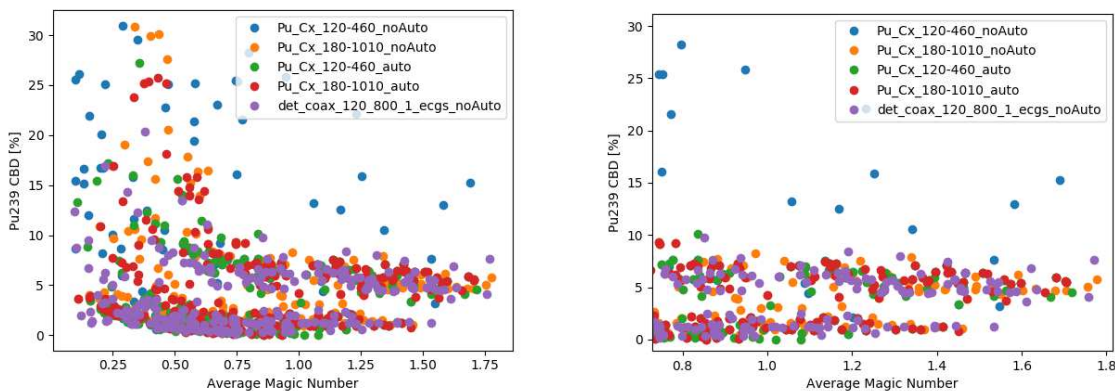 Pu_Cx_120-460_noAuto
Pu_Cx_180-1010_noAuto
Pu_Cx_120-460_auto
Pu_Cx_180-1010_auto
det_coax_120_800_1_ecgs_noAuto
Pu239 CBD [%]
30
25
20
15
10
5
0
0.25
0.50
0.75
1.00
1.25
1.50
1.75
Average Magic Number
Pu_Cx_120-460_noAuto
Pu_Cx_180-1010_noAuto
Pu_Cx_120-460_auto
Pu_Cx_180-1010_auto
det_coax_120_800_1_ecgs_noAuto
Pu239 CBD [%]
30
25
20
15
10
5
0
0.8
1.0
1.2
1.4
1.6
1.8
Average Magic Number